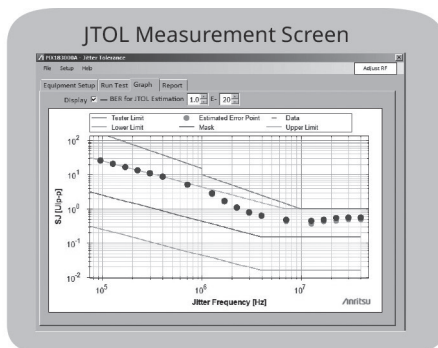 JTOL Measurement Screen
MX183000A - Jitter Tolerance
File Setup Help
Adjust RF
Equipment Setup Run Test Graph Report
Display BER for JTOL Estimation 1.0 E- 20
Tester Limit Estimated Error Point Data
Lower Limit Mask Upper Limit
SJ [UIp-p]
10²
10¹
10⁰
10⁻¹
10⁻²
10⁵ 10⁶ 10⁷
Jitter Frequency [Hz]
Anritsu